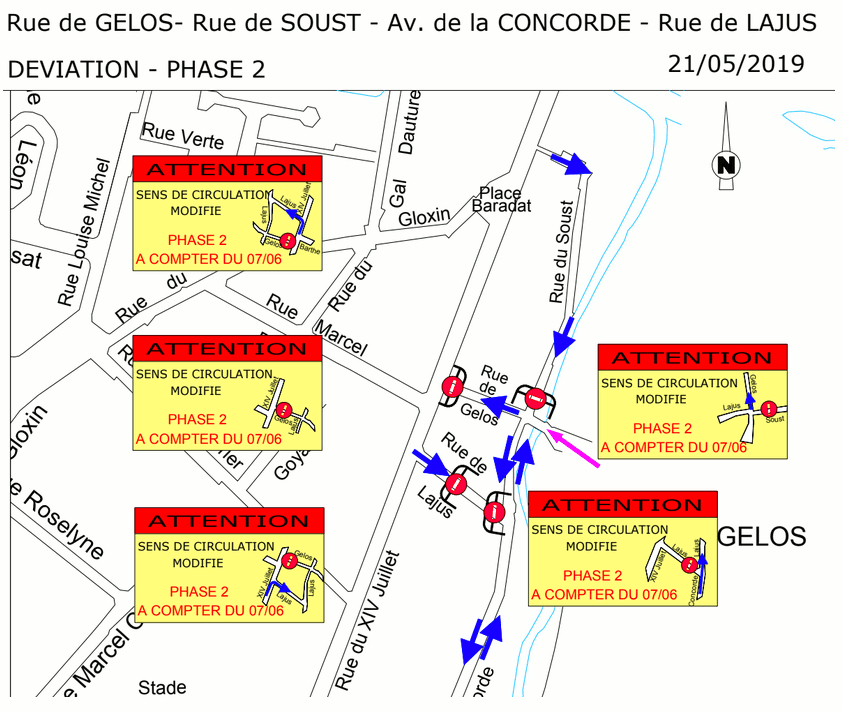 Rue de GELOS- Rue de SOUST - Av. de la CONCORDE - Rue de LAJUS
DEVIATION - PHASE 2
21/05/2019
e
Léon
Rue Verte
Rue Louise Michel
Dauture
Gal
Gloxin
Place
Baradat
Rue du Soust
N
sat
ATTENTION
SENS DE CIRCULATION
MODIFIE
PHASE 2
A COMPTER DU 07/06
Lajus
XIV Juillet
Lajus
Gelos
Barthe
Rue
du
Rue du
Rue
Marcel
ATTENTION
SENS DE CIRCULATION
MODIFIE
PHASE 2
A COMPTER DU 07/06
XIV Juillet
Gelos
Lajus
ATTENTION
SENS DE CIRCULATION
MODIFIE
PHASE 2
A COMPTER DU 07/06
Gelos
Lajus
Soust
Rue
de
Gelos
Rue de
Lajus
Gloxin
Goya
e Roselyne
ATTENTION
SENS DE CIRCULATION
MODIFIE
PHASE 2
A COMPTER DU 07/06
Gelos
XIV Juillet
Lajus
Lajus
ATTENTION
SENS DE CIRCULATION
MODIFIE
PHASE 2
A COMPTER DU 07/06
Lajus
XIV Juillet
Lajus
Concorde
GELOS
Rue du XIV Juillet
e Marcel
Stade
orde